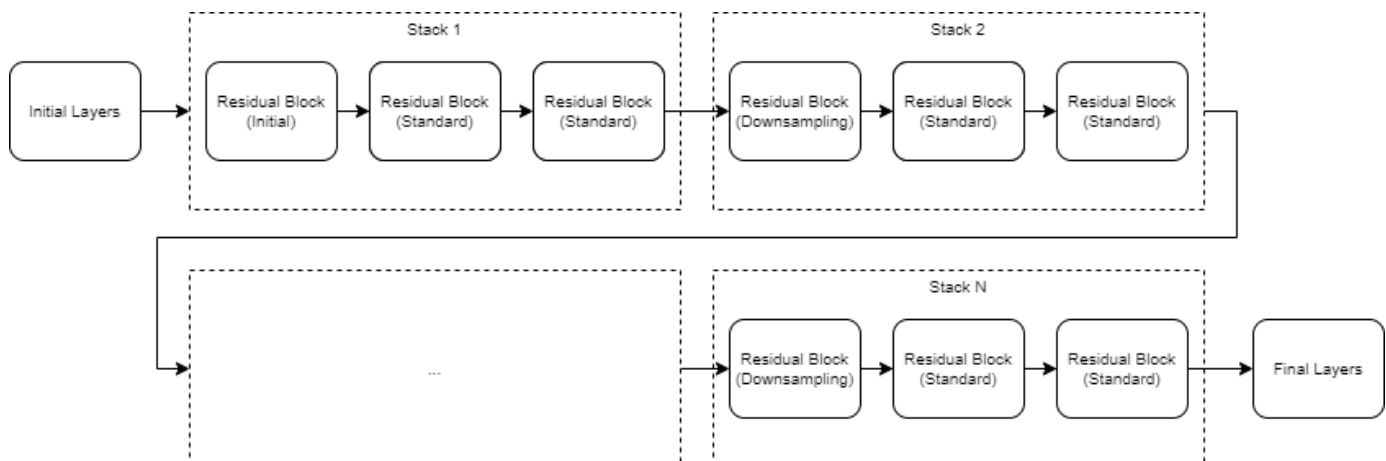 Stack 1
Stack 2
Initial Layers
Residual Block
(Initial)
Residual Block
(Standard)
Residual Block
(Standard)
Residual Block
(Downsampling)
Residual Block
(Standard)
Residual Block
(Standard)
...
Stack N
Residual Block
(Downsampling)
Residual Block
(Standard)
Residual Block
(Standard)
Final Layers